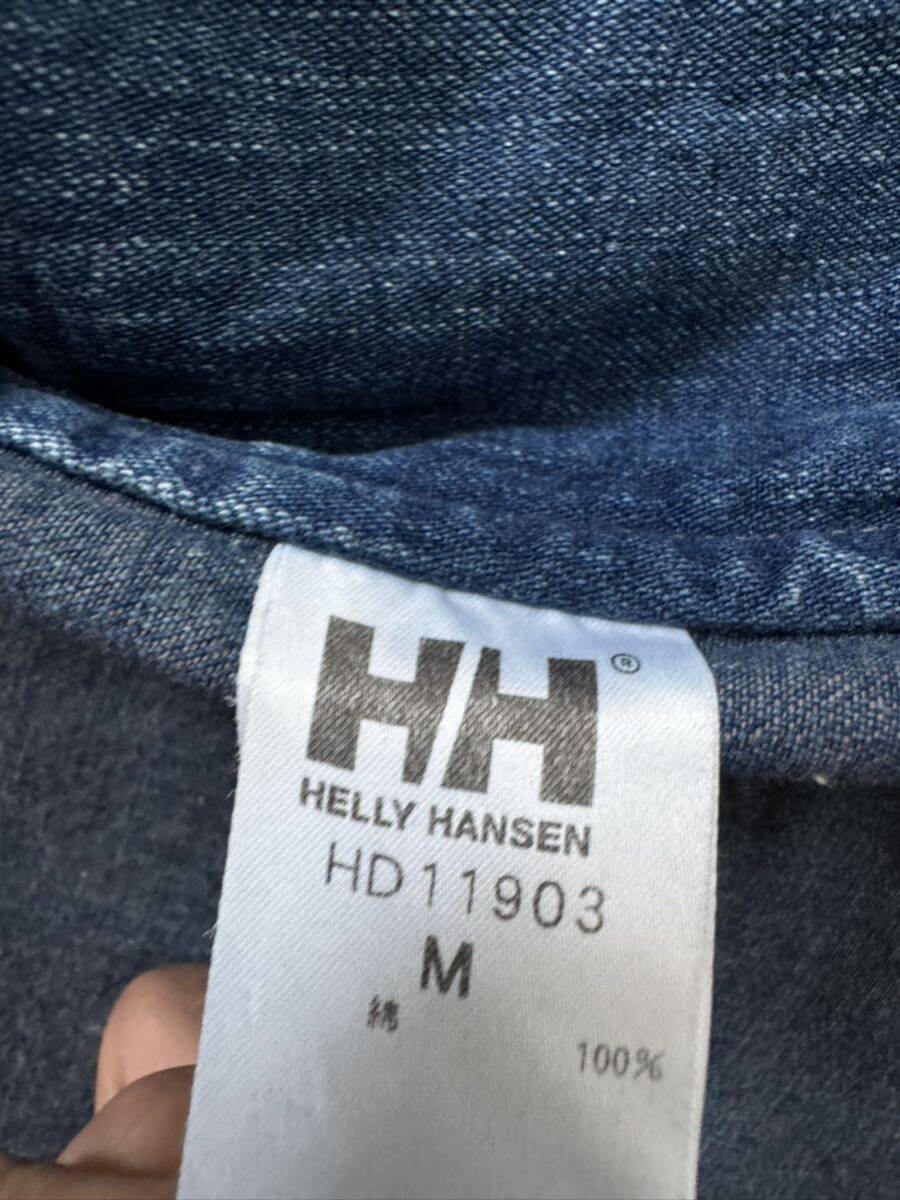 HH®
HELLY HANSEN
HD11903
M
綿 100%